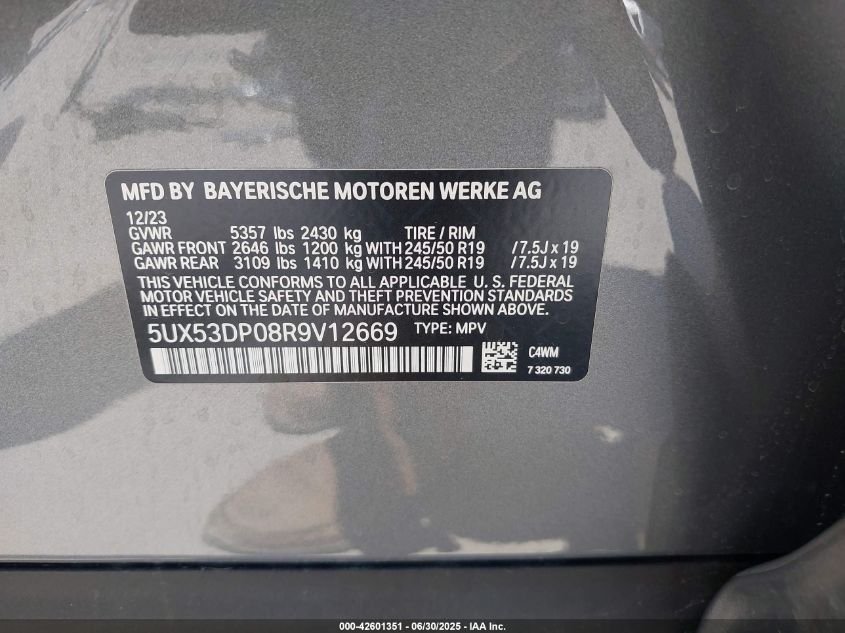 MFD BY BAYERISCHE MOTOREN WERKE AG
12/23
GVWR 5357 lbs 2430 kg TIRE / RIM
GAWR FRONT 2646 lbs 1200 kg WITH 245/50 R19 / 7.5J x 19
GAWR REAR 3109 lbs 1410 kg WITH 245/50 R19 / 7.5J x 19
THIS VEHICLE CONFORMS TO ALL APPLICABLE U. S. FEDERAL
MOTOR VEHICLE SAFETY AND THEFT PREVENTION STANDARDS
IN EFFECT ON THE DATE OF MANUFACTURE SHOWN ABOVE.
5UX53DP08R9V12669 TYPE: MPV
C4WM
7 320 730
000-42601351 - 06/30/2025 - IAA Inc.